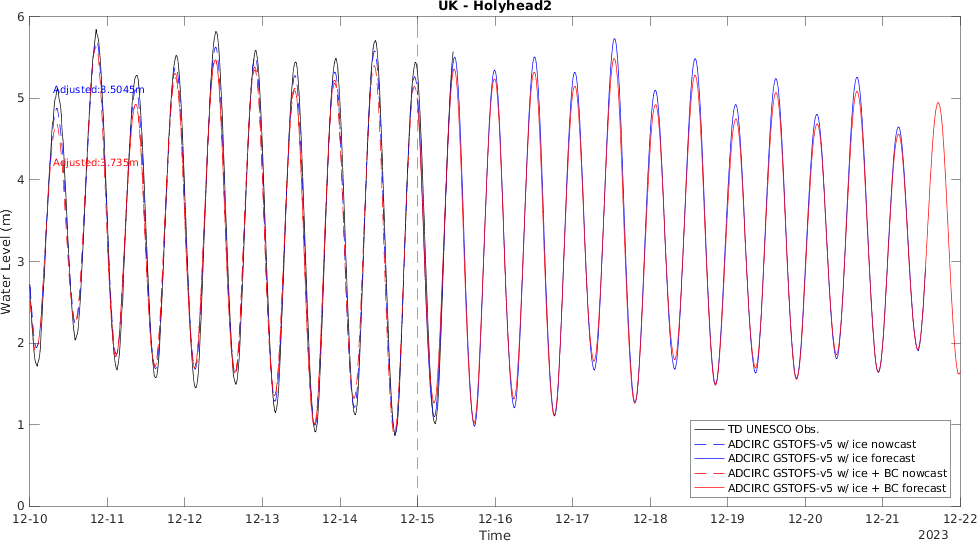 UK - Holyhead2
6
5
4
3
2
1
0
Water Level (m)
Adjusted:3.5045m
Adjusted:3.735m
TD UNESCO Obs.
ADCIRC GSTOFS-v5 w/ ice nowcast
ADCIRC GSTOFS-v5 w/ ice forecast
ADCIRC GSTOFS-v5 w/ ice + BC nowcast
ADCIRC GSTOFS-v5 w/ ice + BC forecast
12-10 12-11 12-12 12-13 12-14 12-15 12-16 12-17 12-18 12-19 12-20 12-21 12-22
Time
2023